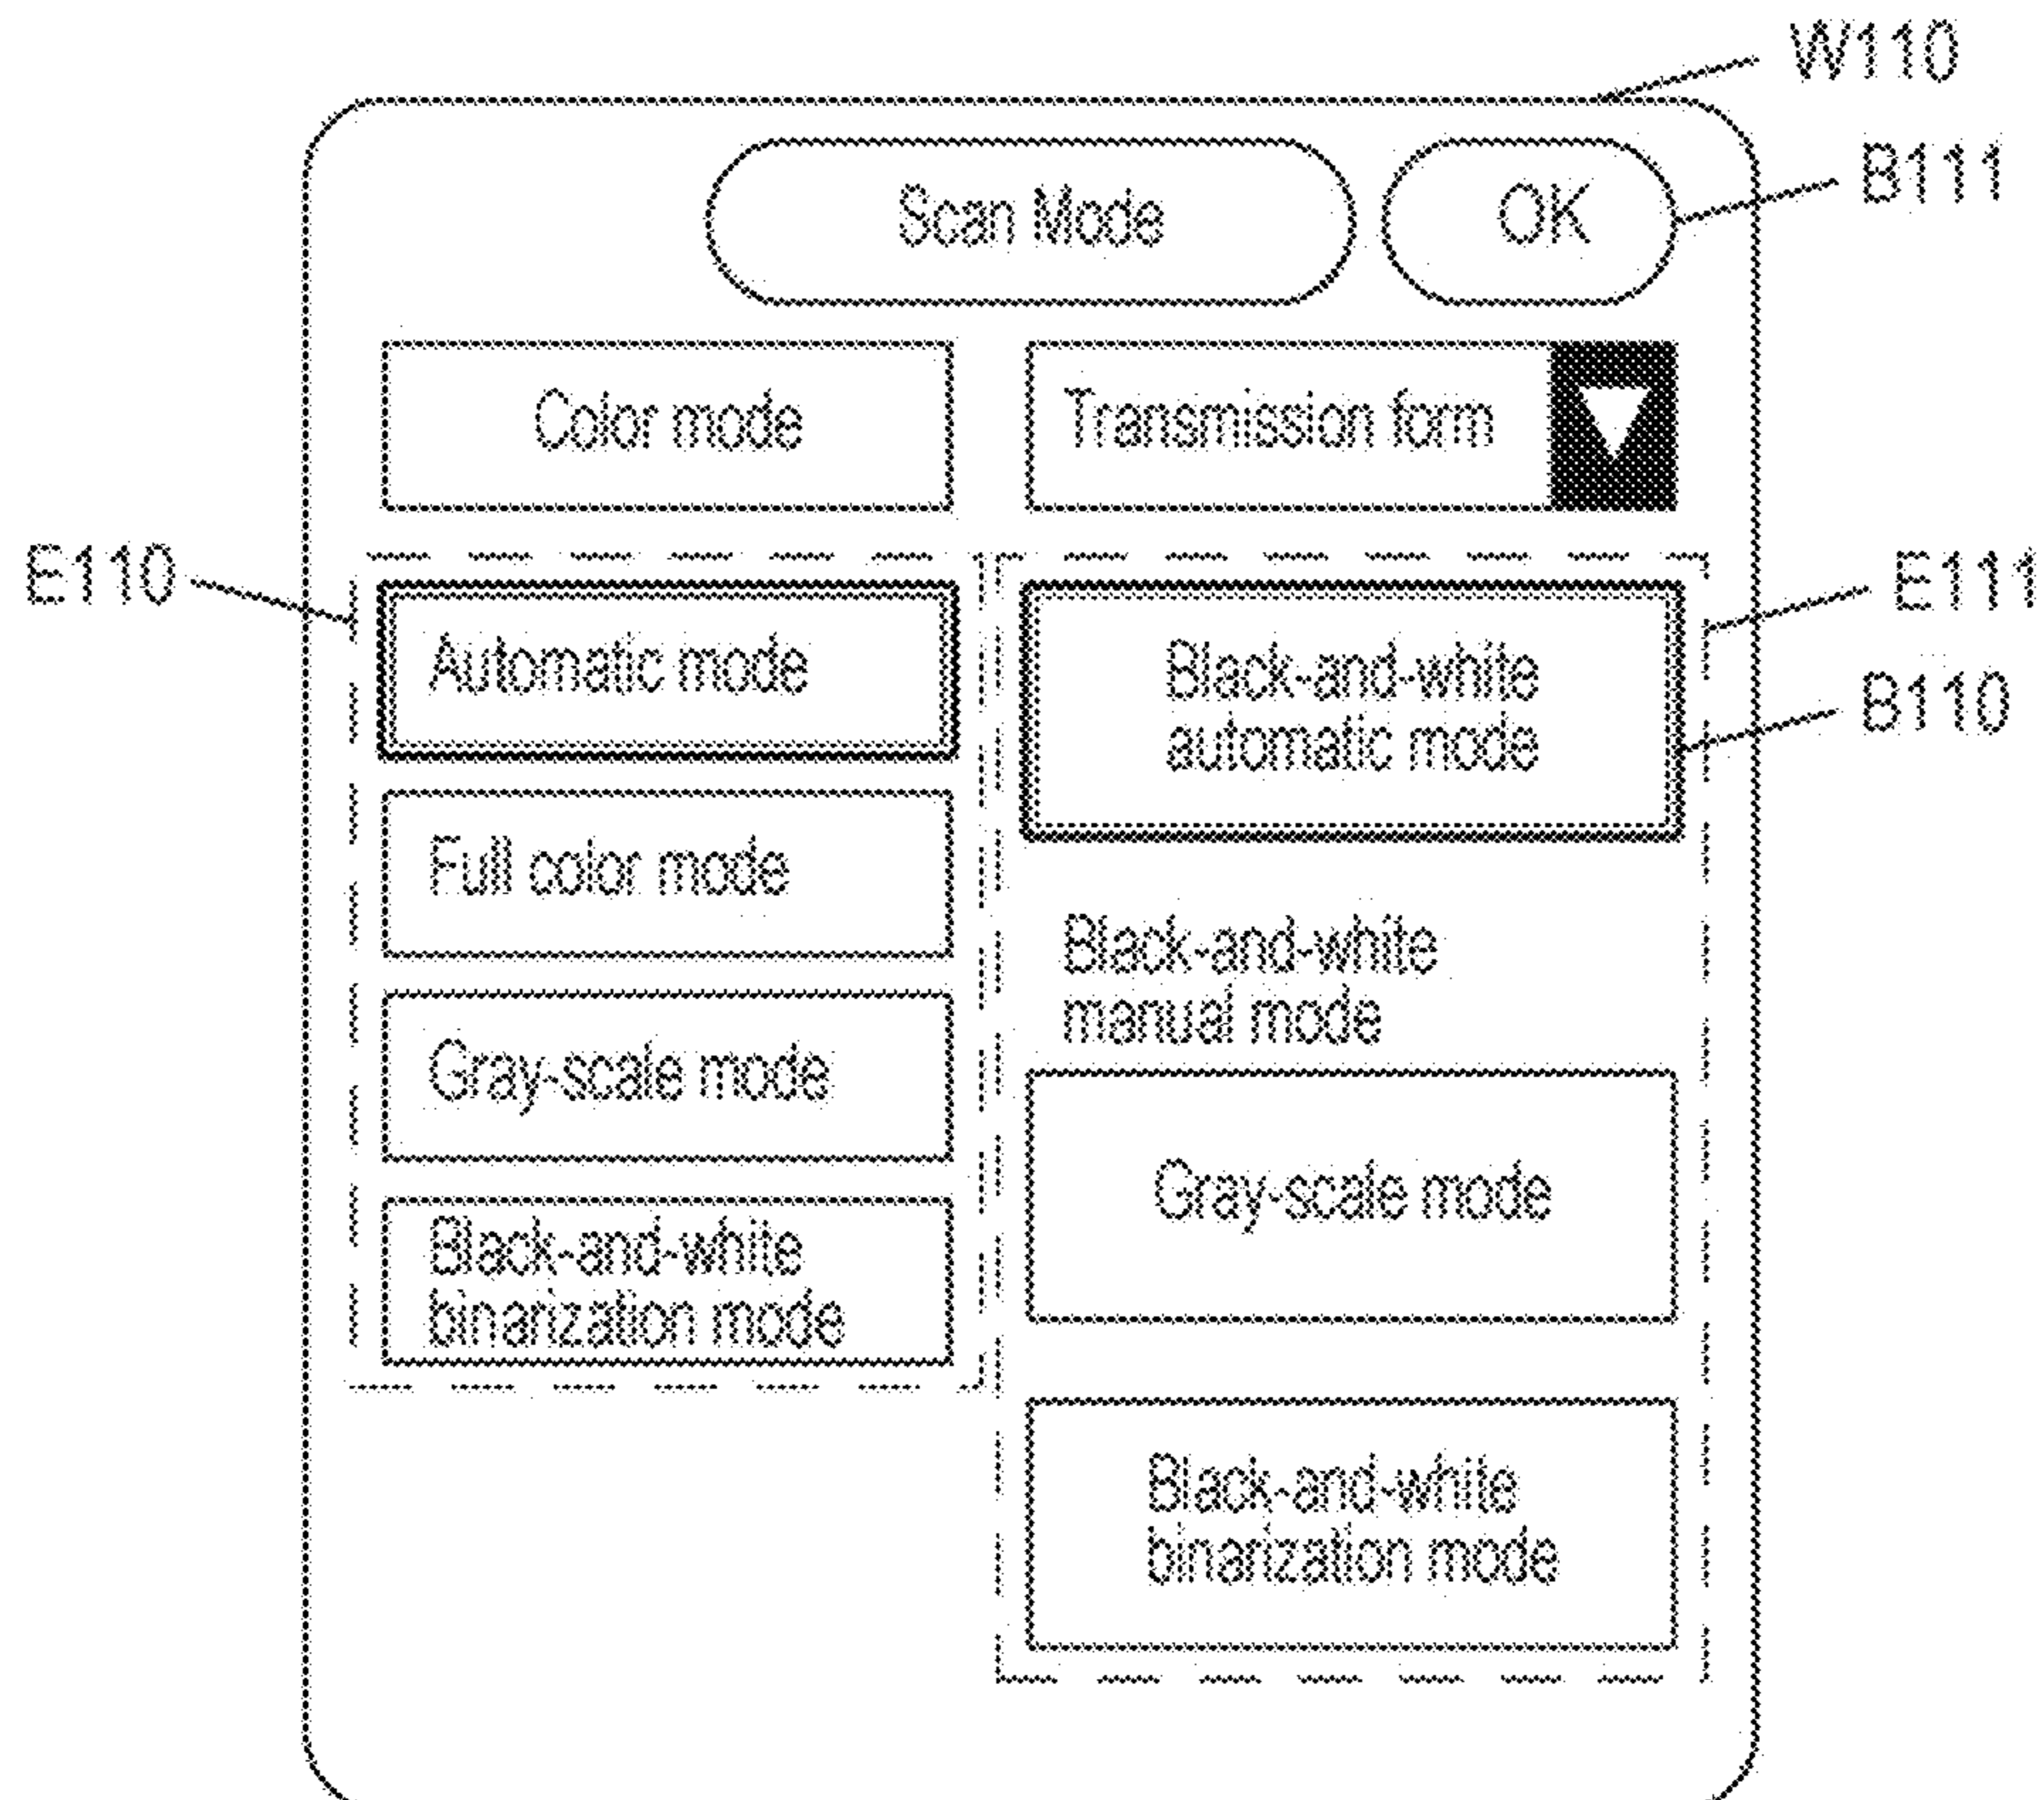 W110
Scan Mode
OK
B111
Color mode
Transmission form
E110
E111
Automatic mode
Full color mode
Gray-scale mode
Black-and-white
binarization mode
Black-and-white
automatic mode
B110
Black-and-white
manual mode
Gray-scale mode
Black-and-white
binarization mode